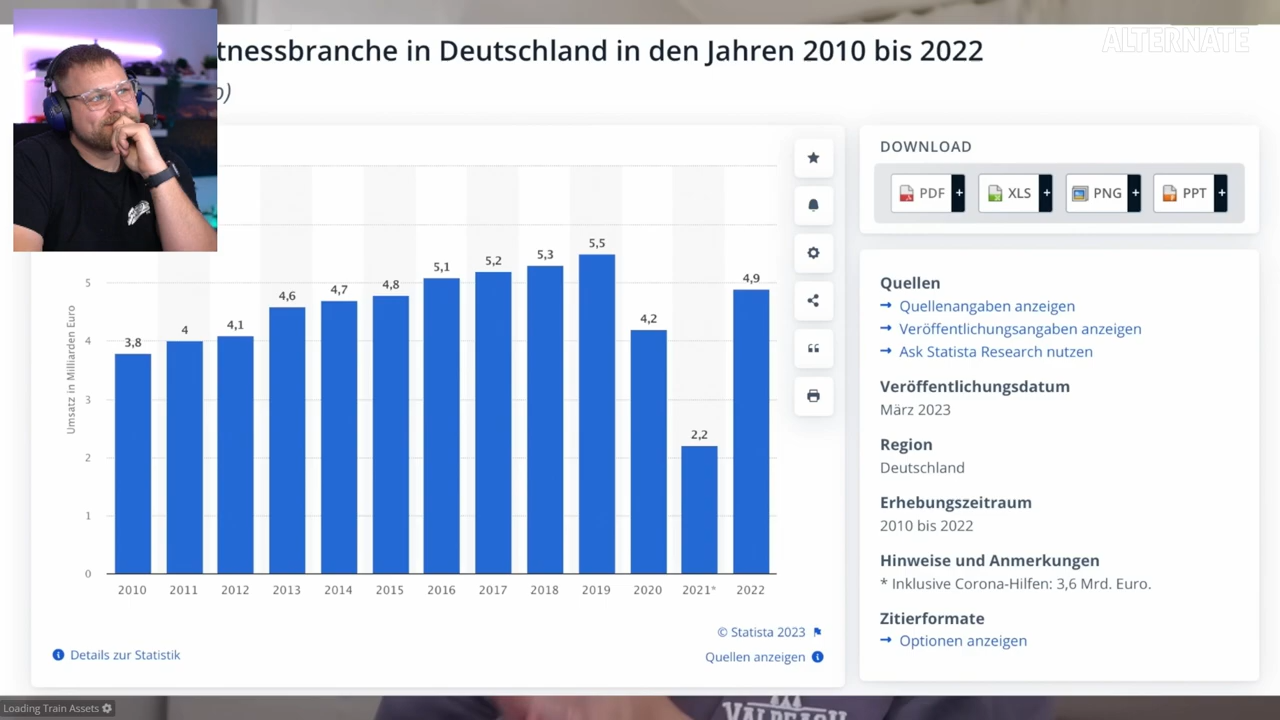 tnessbranche in Deutschland in den Jahren 2010 bis 2022
ALTERNATE
o)
DOWNLOAD
PDF +
XLS +
PNG +
PPT +
Umsatz in Milliarden Euro
5
4
3
2
1
0
3,8
4
4,1
4,6
4,7
4,8
5,1
5,2
5,3
5,5
4,2
2,2
4,9
2010
2011
2012
2013
2014
2015
2016
2017
2018
2019
2020
2021*
2022
© Statista 2023
Details zur Statistik
Quellen anzeigen
Quellen
→ Quellenangaben anzeigen
→ Veröffentlichungsangaben anzeigen
→ Ask Statista Research nutzen
Veröffentlichungsdatum
März 2023
Region
Deutschland
Erhebungszeitraum
2010 bis 2022
Hinweise und Anmerkungen
* Inklusive Corona-Hilfen: 3,6 Mrd. Euro.
Zitierformate
→ Optionen anzeigen
Loading Train Assets